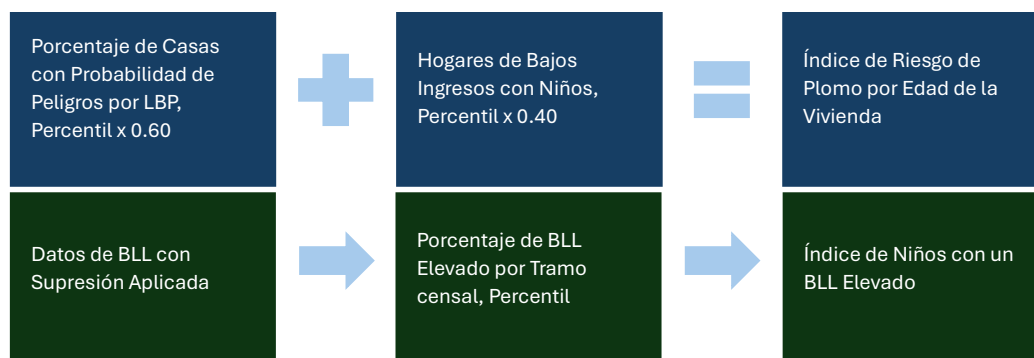 Porcentaje de Casas
con Probabilidad de
Peligros por LBP,
Percentil x 0.60
Hogares de Bajos
Ingresos con Niños,
Percentil x 0.40
Índice de Riesgo de
Plomo por Edad de la
Vivienda
Datos de BLL con
Supresión Aplicada
Porcentaje de BLL
Elevado por Tramo
censal, Percentil
Índice de Niños con un
BLL Elevado